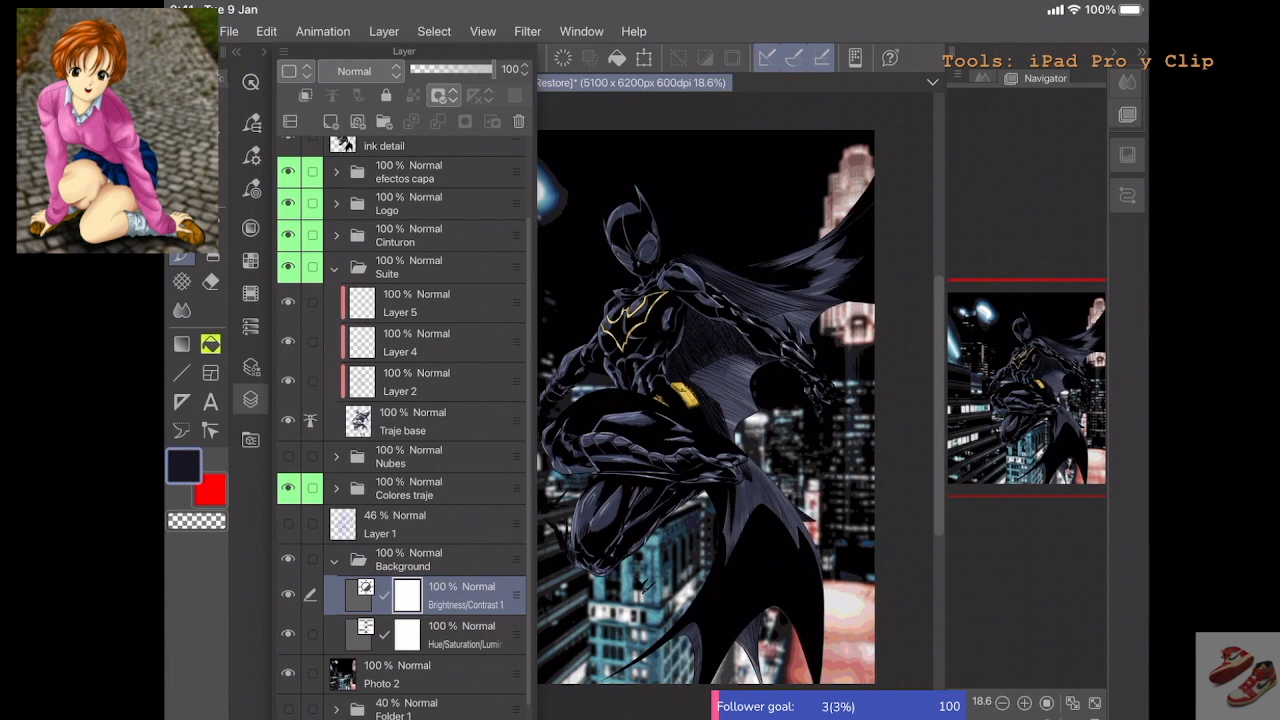 Tue 9 Jan
100%
File Edit Animation Layer Select View Filter Window Help
Layer
Normal 100
Restore]* (5100 x 6200px 600dpi 18.6%)
Tools: iPad Pro y Clip
Navigator
ink detail
100 % Normal
efectos capa
100 % Normal
Logo
100 % Normal
Cinturon
100 % Normal
Suite
100 % Normal
Layer 5
100 % Normal
Layer 4
100 % Normal
Layer 2
100 % Normal
Traje base
100 % Normal
Nubes
100 % Normal
Colores traje
46 % Normal
Layer 1
100 % Normal
Background
100 % Normal
Brightness/Contrast 1
100 % Normal
Hue/Saturation/Lumin
100 % Normal
Photo 2
40 % Normal
Folder 1
18.6
Follower goal: 3(3%) 100